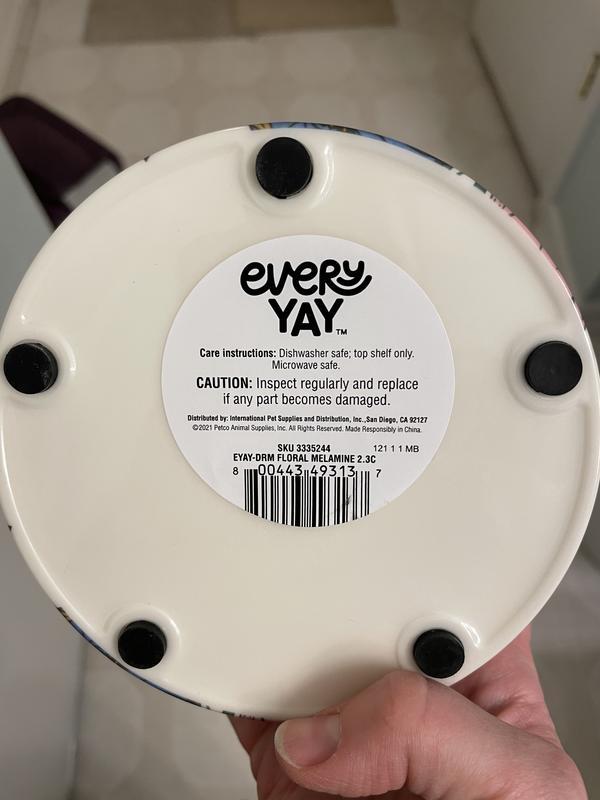 every
YAY™
Care instructions: Dishwasher safe; top shelf only.
Microwave safe.
CAUTION: Inspect regularly and replace
if any part becomes damaged.
Distributed by: International Pet Supplies and Distribution, Inc.,San Diego, CA 92127
©2021 Petco Animal Supplies, Inc. All Rights Reserved. Made Responsibly in China.
SKU 3335244 121 1 1 MB
EYAY-DRM FLORAL MELAMINE 2.3C
8 00443 49313 7